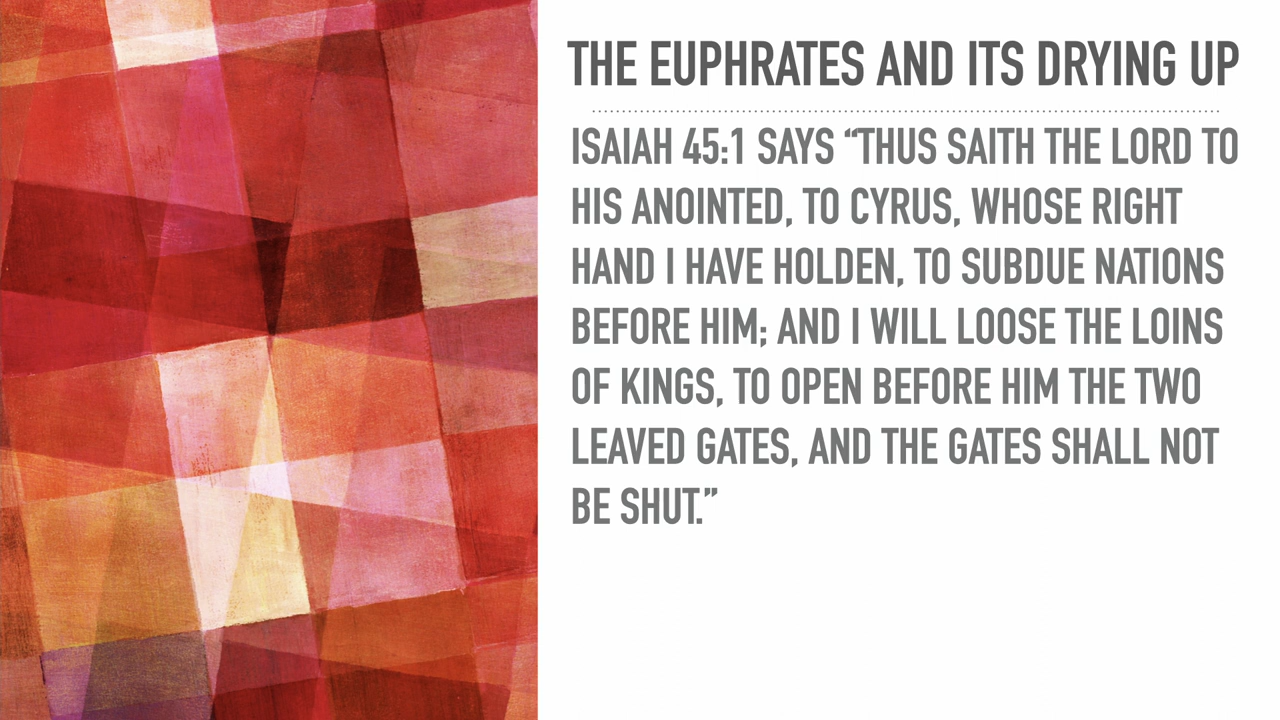 THE EUPHRATES AND ITS DRYING UP
ISAIAH 45:1 SAYS “THUS SAITH THE LORD TO
HIS ANOINTED, TO CYRUS, WHOSE RIGHT
HAND I HAVE HOLDEN, TO SUBDUE NATIONS
BEFORE HIM; AND I WILL LOOSE THE LOINS
OF KINGS, TO OPEN BEFORE HIM THE TWO
LEAVED GATES, AND THE GATES SHALL NOT
BE SHUT.”